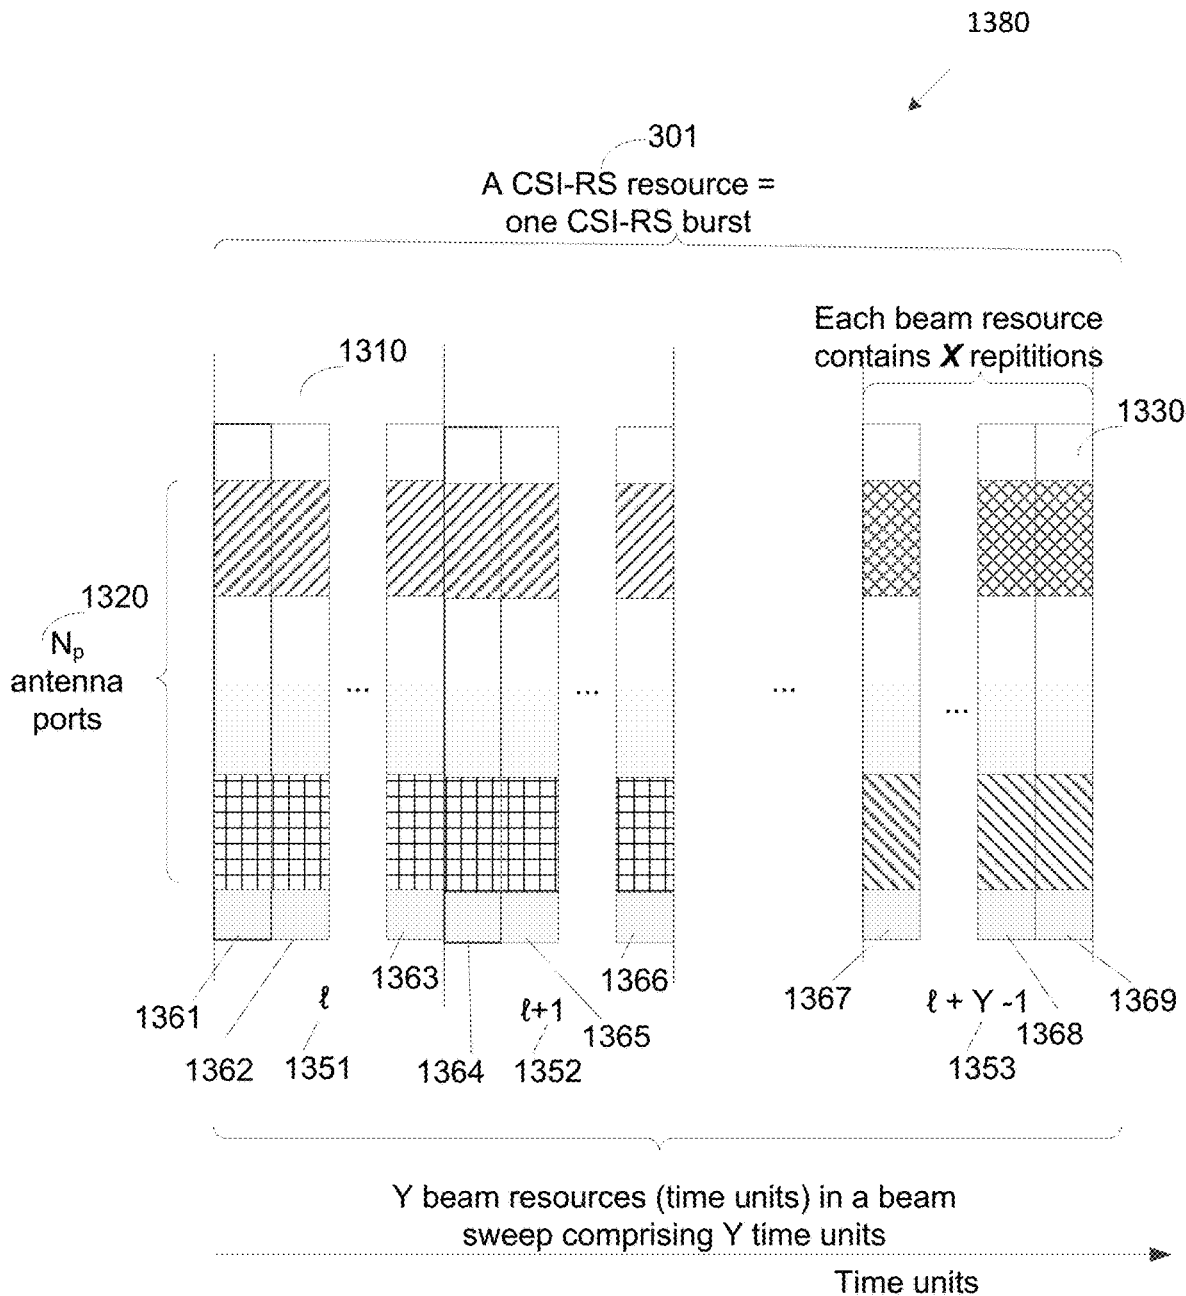 1380
301
A CSI-RS resource =
one CSI-RS burst
Each beam resource
contains X repititions
1310
1330
1320
Np
antenna
ports
...
...
...
...
1361
1362
ℓ
1351
1363
1364
ℓ+1
1352
1365
1366
1367
ℓ + Y -1
1353
1368
1369
Y beam resources (time units) in a beam
sweep comprising Y time units
Time units